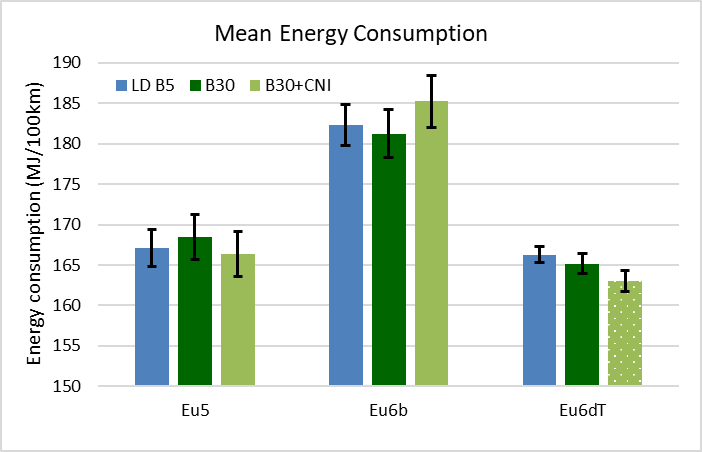 Mean Energy Consumption
Energy consumption (MJ/100km)
190
185
180
175
170
165
160
155
150
LD B5 B30 B30+CNI
Eu5 Eu6b Eu6dT